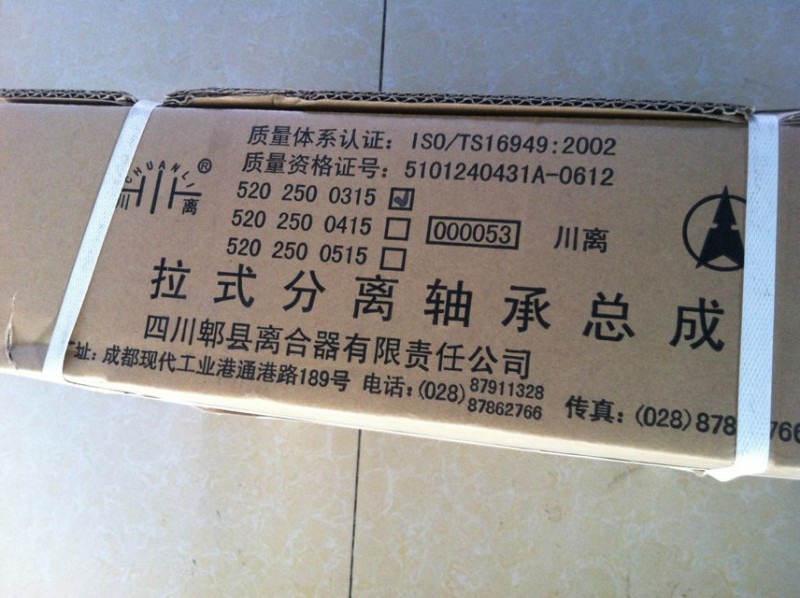 质量体系认证：ISO/TS16949:2002
质量资格证号：5101240431A-0612
CHUANLI®
离
520 250 0315
520 250 0415
000053
川离
520 250 0515
拉式分离轴承总成
四川郫县离合器有限责任公司
址：成都现代工业港通港路189号 电话：(028) 87911328 87862766 传真：(028)878 766